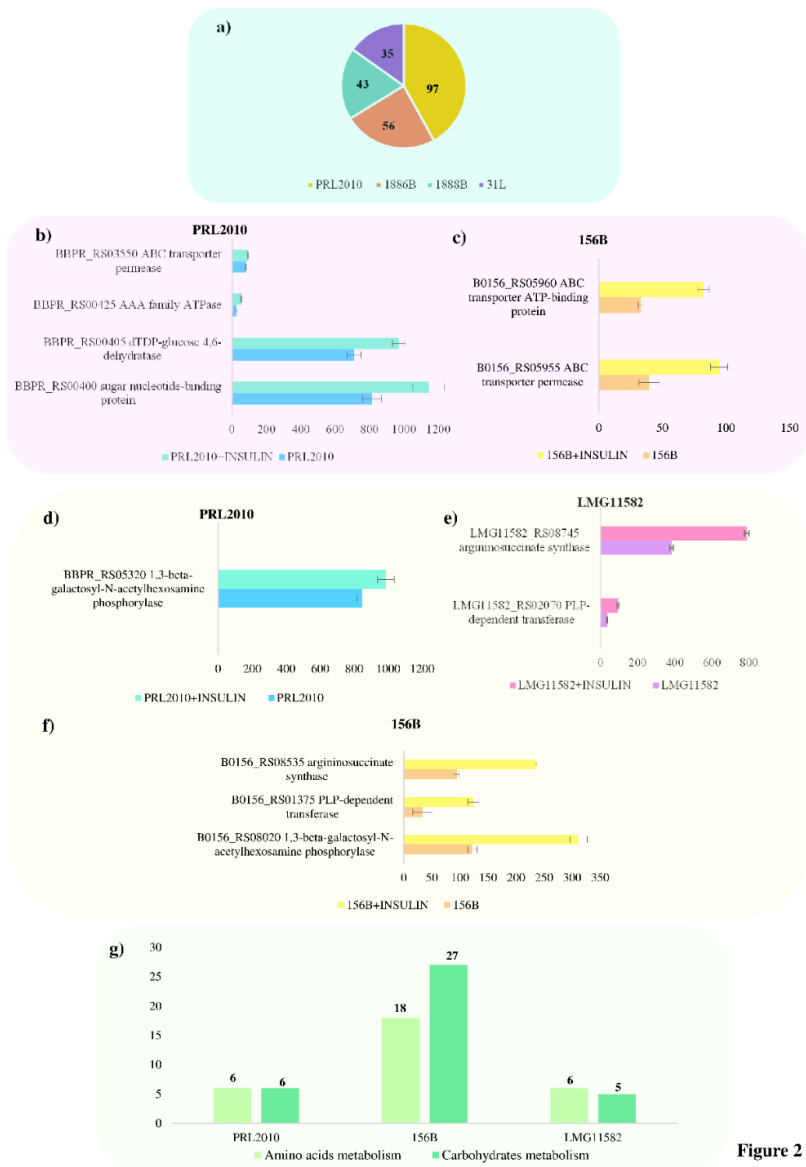 a)
35
43
97
56
PRL2010 1886B 1888B 31L
b)
PRL2010
BBPR_RS03550 ABC transporter
permease
BBPR_RS00425 AAA family ATPase
BBPR_RS00405 dTDP-glucose 4,6-
dehydratase
BBPR_RS00400 sugar nucleotide-binding
protein
0 200 400 600 800 1000 1200
PRL2010+INSULIN PRL2010
c)
156B
B0156_RS05960 ABC
transporter ATP-binding
protein
B0156_RS05955 ABC
transporter permease
0 50 100 150
156B+INSULIN 156B
d)
PRL2010
BBPR_RS05320 1,3-beta-
galactosyl-N-acetylhexosamine
phosphorylase
0 200 400 600 800 1000 1200
PRL2010+INSULIN PRL2010
e)
LMG11582
LMG11582_RS08745
argininosuccinate synthase
LMG11582_RS02070 PLP-
dependent transferase
0 200 400 600 800
LMG11582+INSULIN LMG11582
f)
156B
B0156_RS08535 argininosuccinate
synthase
B0156_RS01375 PLP-dependent
transferase
B0156_RS08020 1,3-beta-galactosyl-N-
acetylhexosamine phosphorylase
0 50 100 150 200 250 300 350
156B+INSULIN 156B
g)
30
25
20
15
10
5
0
6 6
18 27
6 5
PRL2010 156B LMG11582
Amino acids metabolism Carbohydrates metabolism
Figure 2